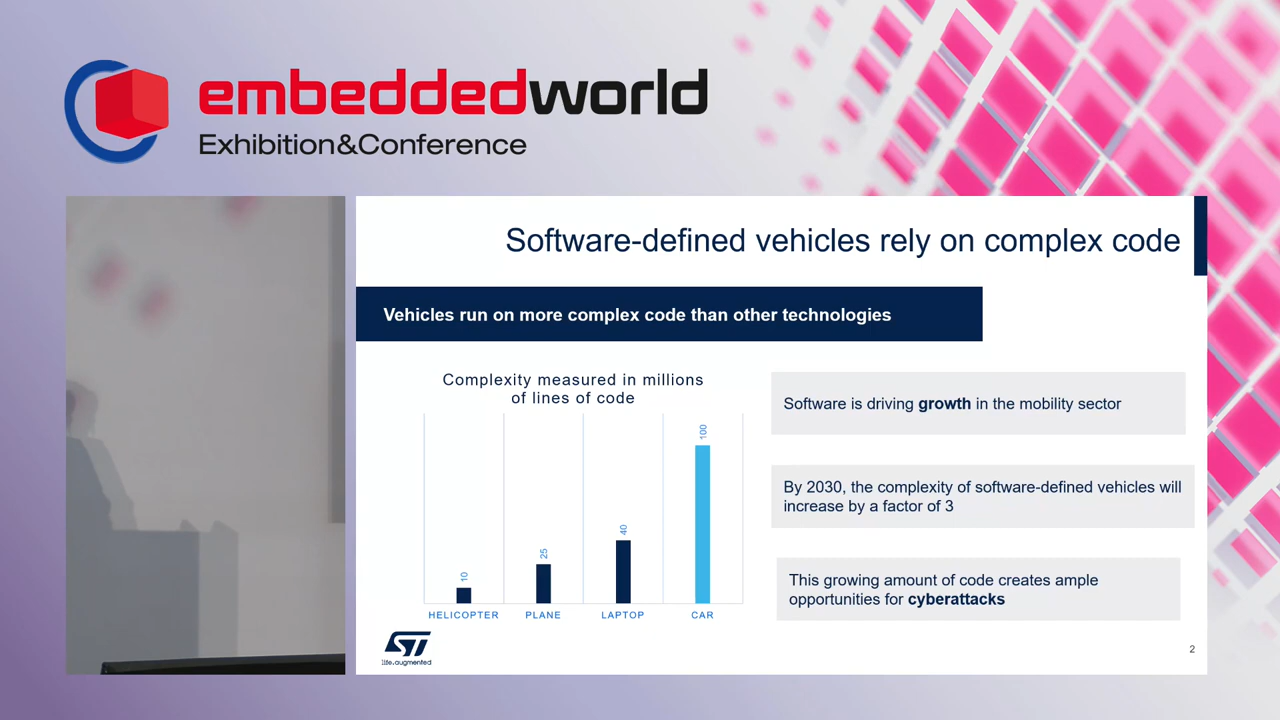 embeddedworld
Exhibition&Conference
Software-defined vehicles rely on complex code
Vehicles run on more complex code than other technologies
Complexity measured in millions
of lines of code
10
25
40
100
HELICOPTER
PLANE
LAPTOP
CAR
Software is driving growth in the mobility sector
By 2030, the complexity of software-defined vehicles will
increase by a factor of 3
This growing amount of code creates ample
opportunities for cyberattacks
ST
life.augmented
2